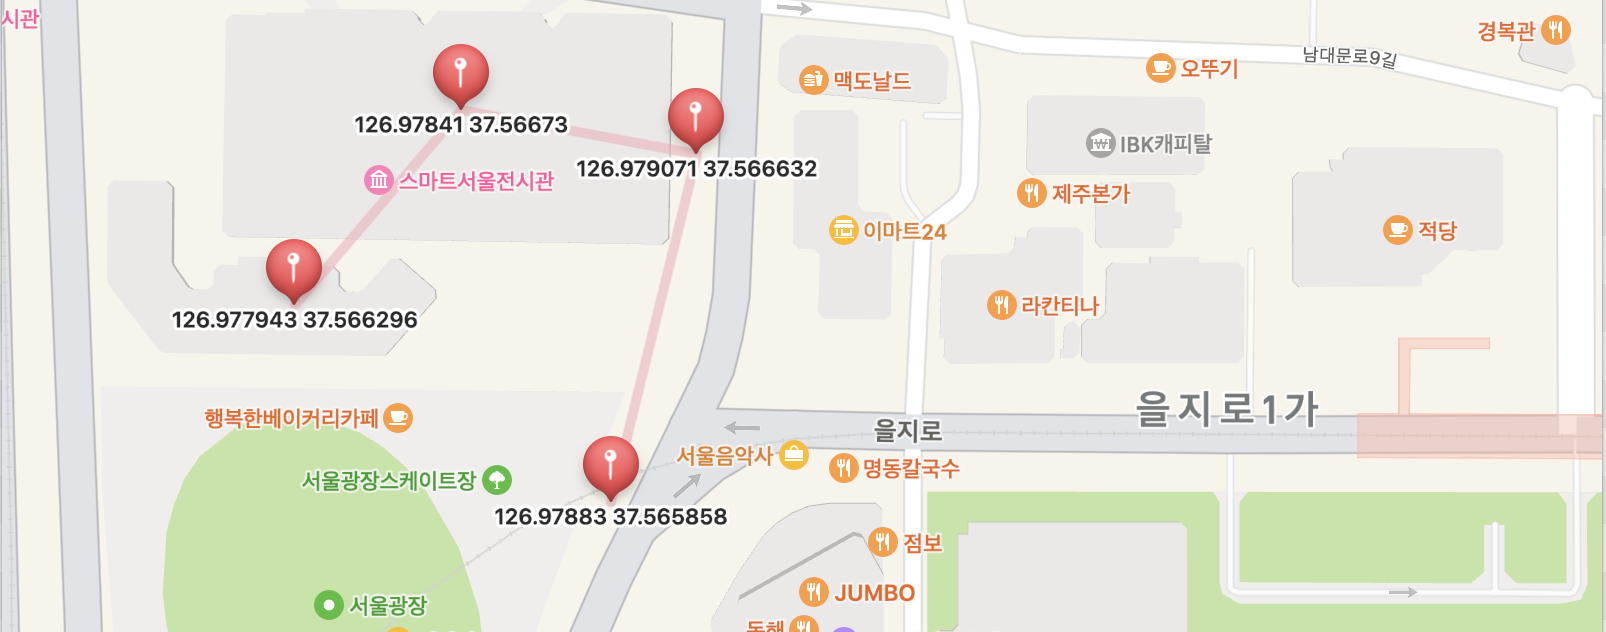 시관
경복관
남대문로9길
오뚜기
맥도날드
126.97841 37.56673
IBK캐피탈
126.979071 37.566632
스마트서울전시관
제주본가
이마트24
적당
라칸티나
126.977943 37.566296
을지로1가
행복한베이커리카페
을지로
서울음악사
명동칼국수
서울광장스케이트장
126.97883 37.565858
점보
JUMBO
서울광장
동해